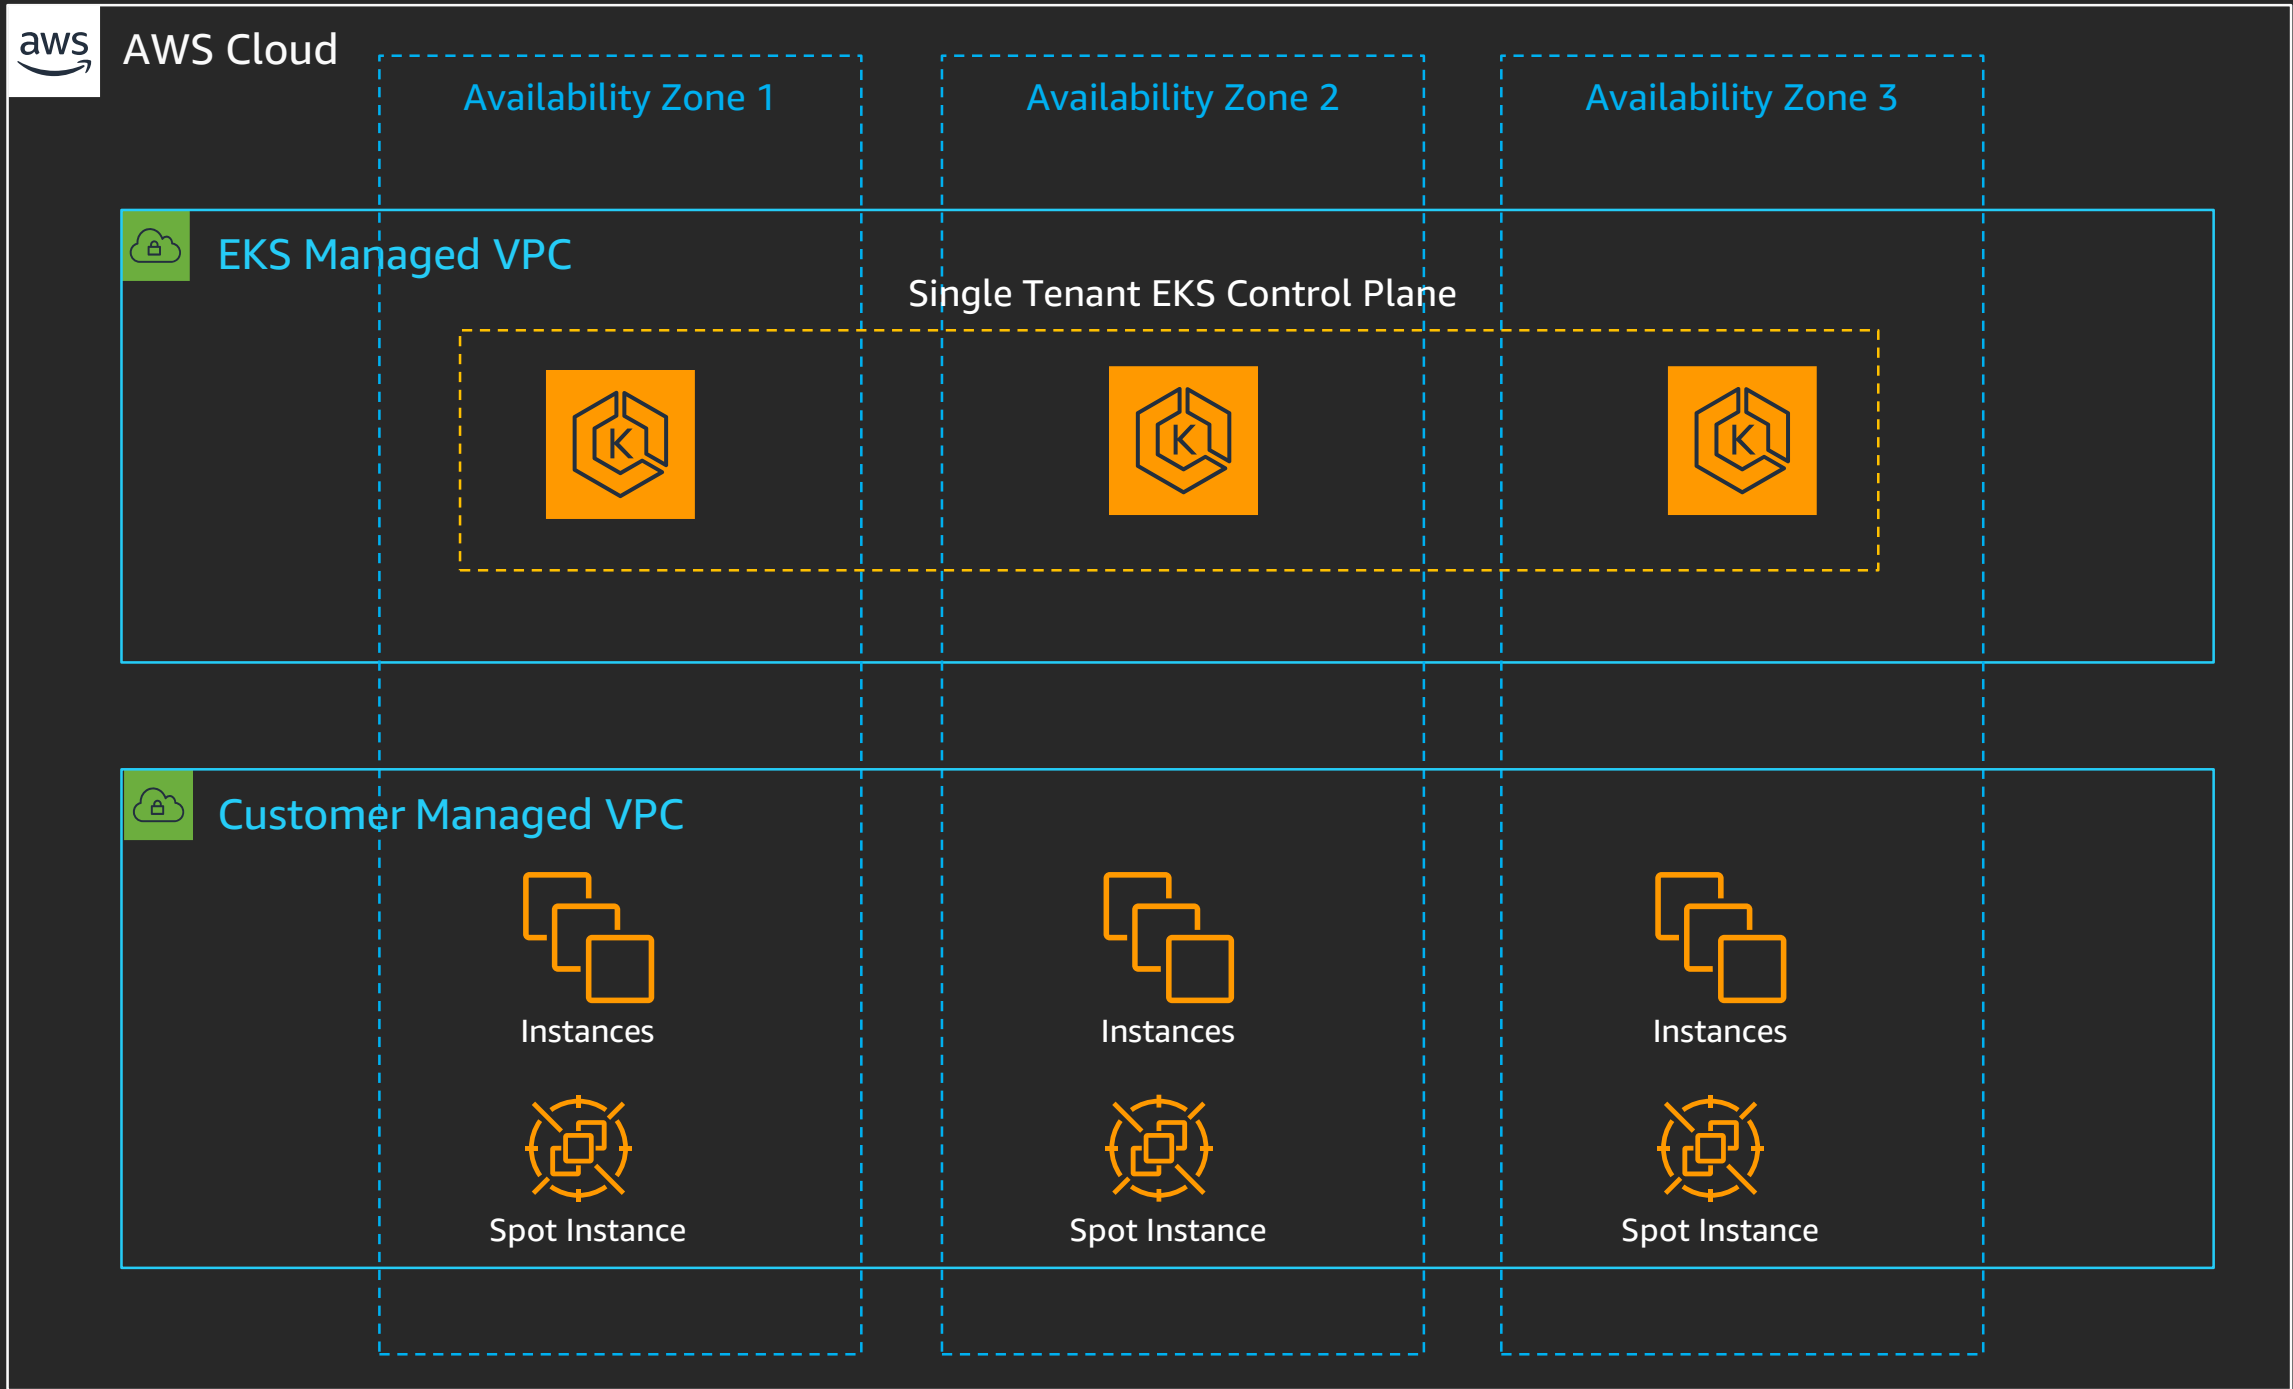 aws
AWS Cloud
Availability Zone 1
Availability Zone 2
Availability Zone 3
EKS Managed VPC
Single Tenant EKS Control Plane
K
K
K
Customer Managed VPC
Instances
Instances
Instances
Spot Instance
Spot Instance
Spot Instance